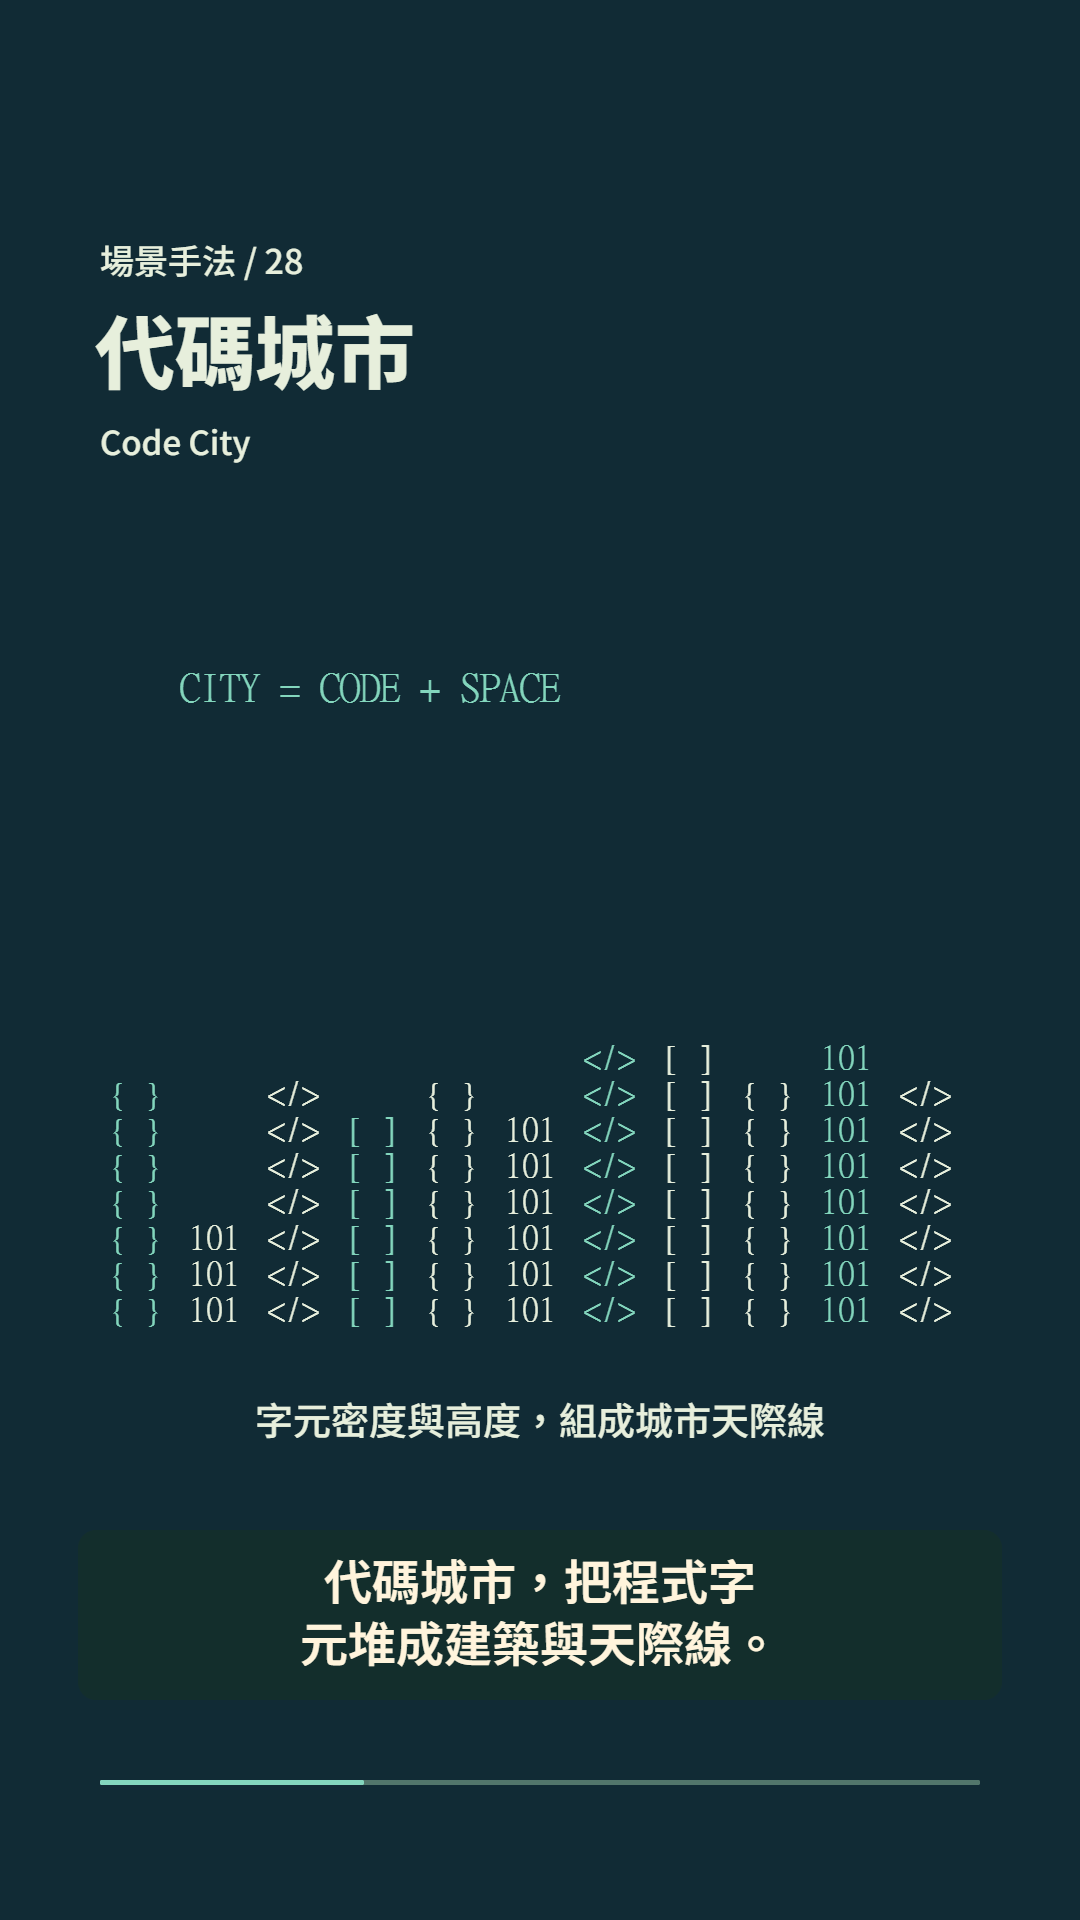 場景手法 / 28
代碼城市
Code City
CITY = CODE + SPACE
</> [ ] 101
{ } </> { } </> [ ] { } 101 </>
{ } </> [ ] { } 101 </> [ ] { } 101 </>
{ } </> [ ] { } 101 </> [ ] { } 101 </>
{ } </> [ ] { } 101 </> [ ] { } 101 </>
{ } 101 </> [ ] { } 101 </> [ ] { } 101 </>
{ } 101 </> [ ] { } 101 </> [ ] { } 101 </>
{ } 101 </> [ ] { } 101 </> [ ] { } 101 </>
字元密度與高度，組成城市天際線
代碼城市，把程式字
元堆成建築與天際線。